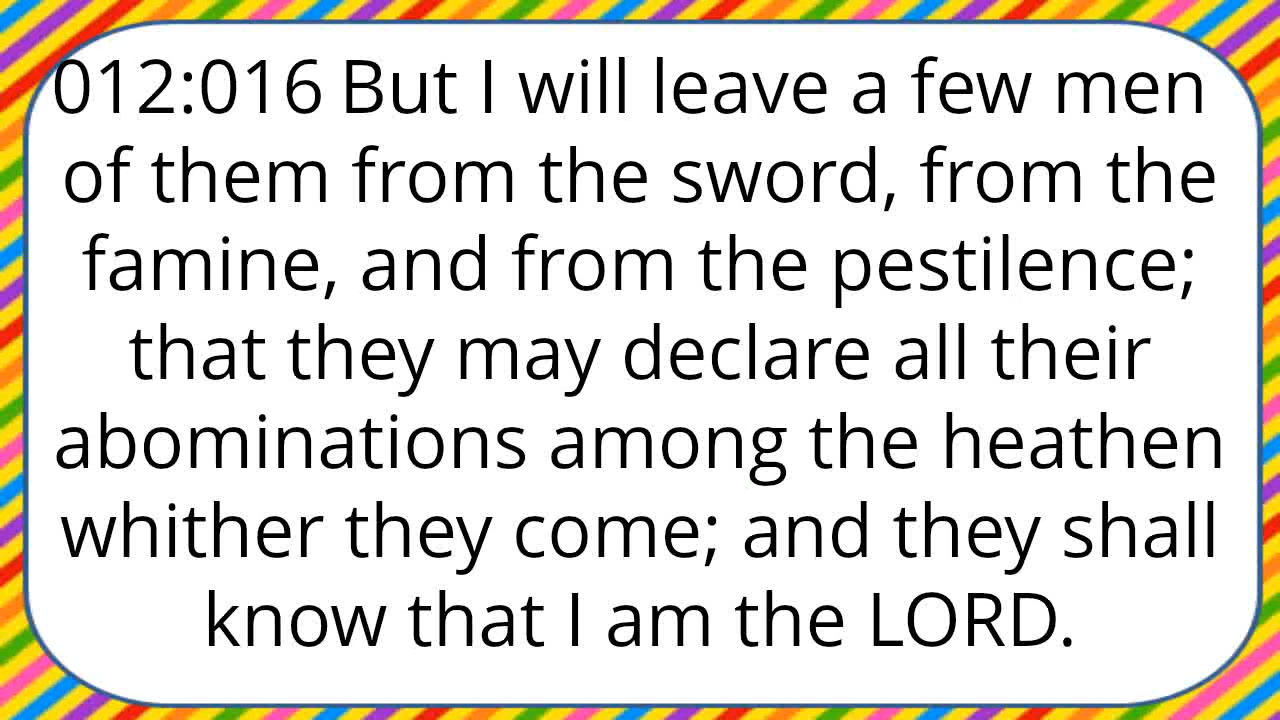 012:016 But I will leave a few men
of them from the sword, from the
famine, and from the pestilence;
that they may declare all their
abominations among the heathen
whither they come; and they shall
know that I am the LORD.